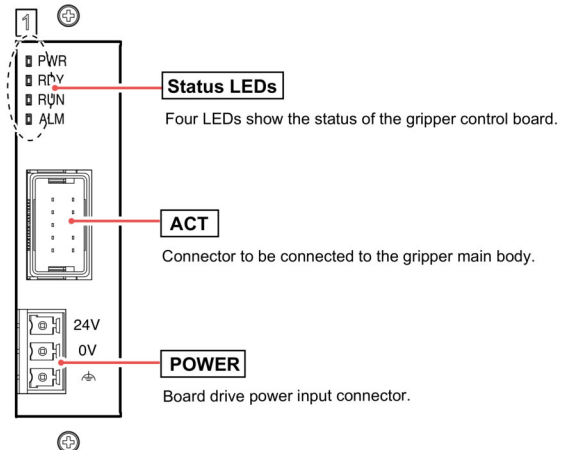 1
PWR
RDY
RUN
ALM
Status LEDs
Four LEDs show the status of the gripper control board.
ACT
Connector to be connected to the gripper main body.
24V
0V
POWER
Board drive power input connector.